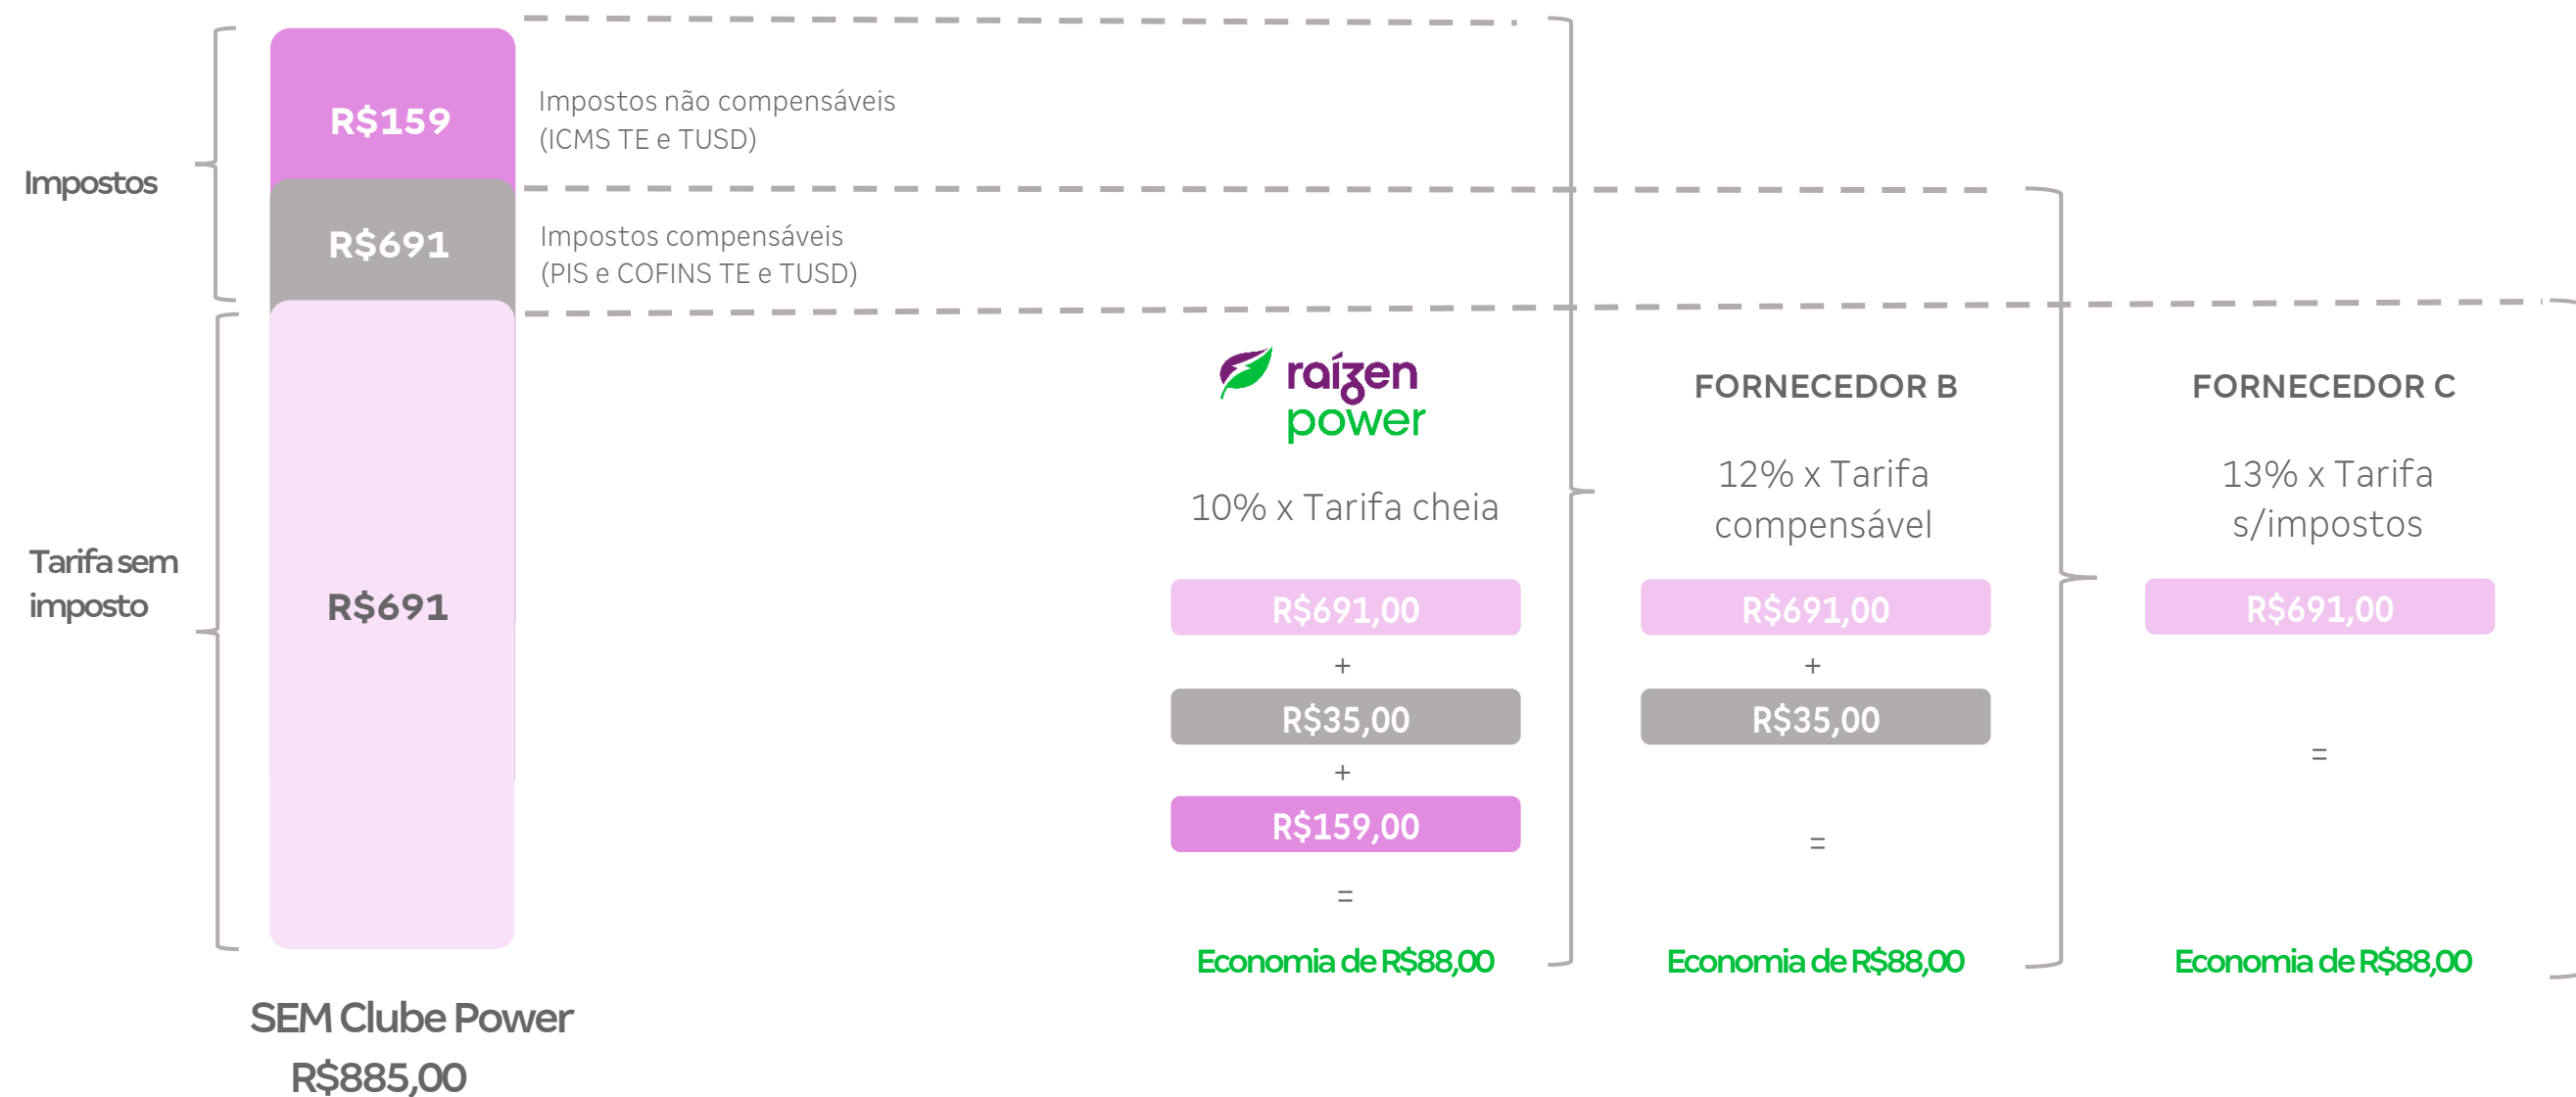 Impostos
R$159
Impostos não compensáveis
(ICMS TE e TUSD)
R$691
Impostos compensáveis
(PIS e COFINS TE e TUSD)
Tarifa sem
imposto
R$691
SEM Clube Power
R$885,00
raízen
power
10% x Tarifa cheia
R$691,00
+
R$35,00
+
R$159,00
=
Economia de R$88,00
FORNECEDOR B
12% x Tarifa
compensável
R$691,00
+
R$35,00
=
Economia de R$88,00
FORNECEDOR C
13% x Tarifa
s/impostos
R$691,00
=
Economia de R$88,00